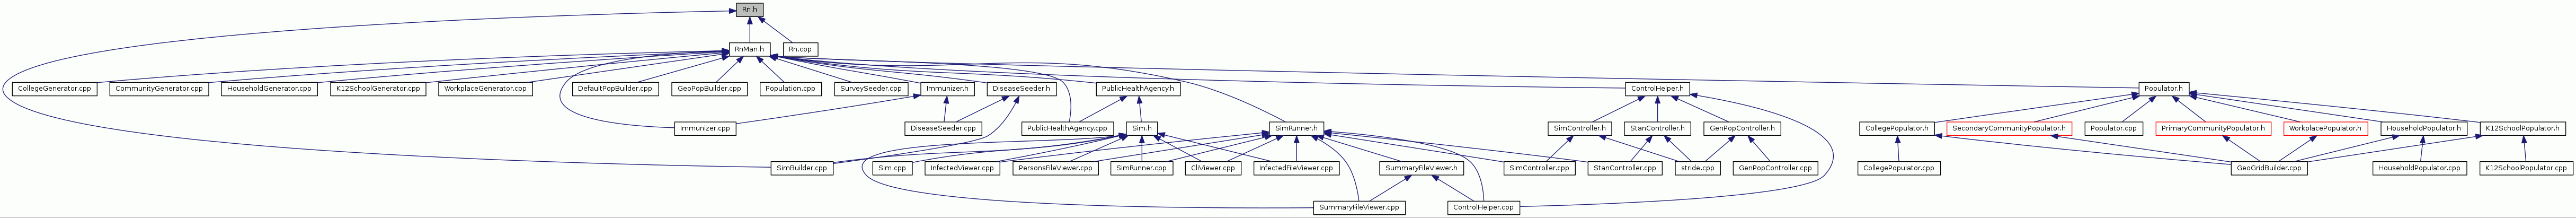 Rn.h
RnMan.h
Rn.cpp
CollegeGenerator.cpp
CommunityGenerator.cpp
HouseholdGenerator.cpp
K12SchoolGenerator.cpp
WorkplaceGenerator.cpp
DefaultPopBuilder.cpp
GeoPopBuilder.cpp
Population.cpp
SurveySeeder.cpp
Immunizer.h
DiseaseSeeder.h
PublicHealthAgency.h
ControlHelper.h
Populator.h
Immunizer.cpp
DiseaseSeeder.cpp
PublicHealthAgency.cpp
Sim.h
SimRunner.h
SimController.h
StanController.h
GenPopController.h
CollegePopulator.h
SecondaryCommunityPopulator.h
Populator.cpp
PrimaryCommunityPopulator.h
WorkplacePopulator.h
HouseholdPopulator.h
K12SchoolPopulator.h
SimBuilder.cpp
Sim.cpp
InfectedViewer.cpp
PersonsFileViewer.cpp
SimRunner.cpp
CliViewer.cpp
InfectedFileViewer.cpp
SummaryFileViewer.h
SimController.cpp
StanController.cpp
stride.cpp
GenPopController.cpp
CollegePopulator.cpp
GeoGridBuilder.cpp
HouseholdPopulator.cpp
K12SchoolPopulator.cpp
SummaryFileViewer.cpp
ControlHelper.cpp